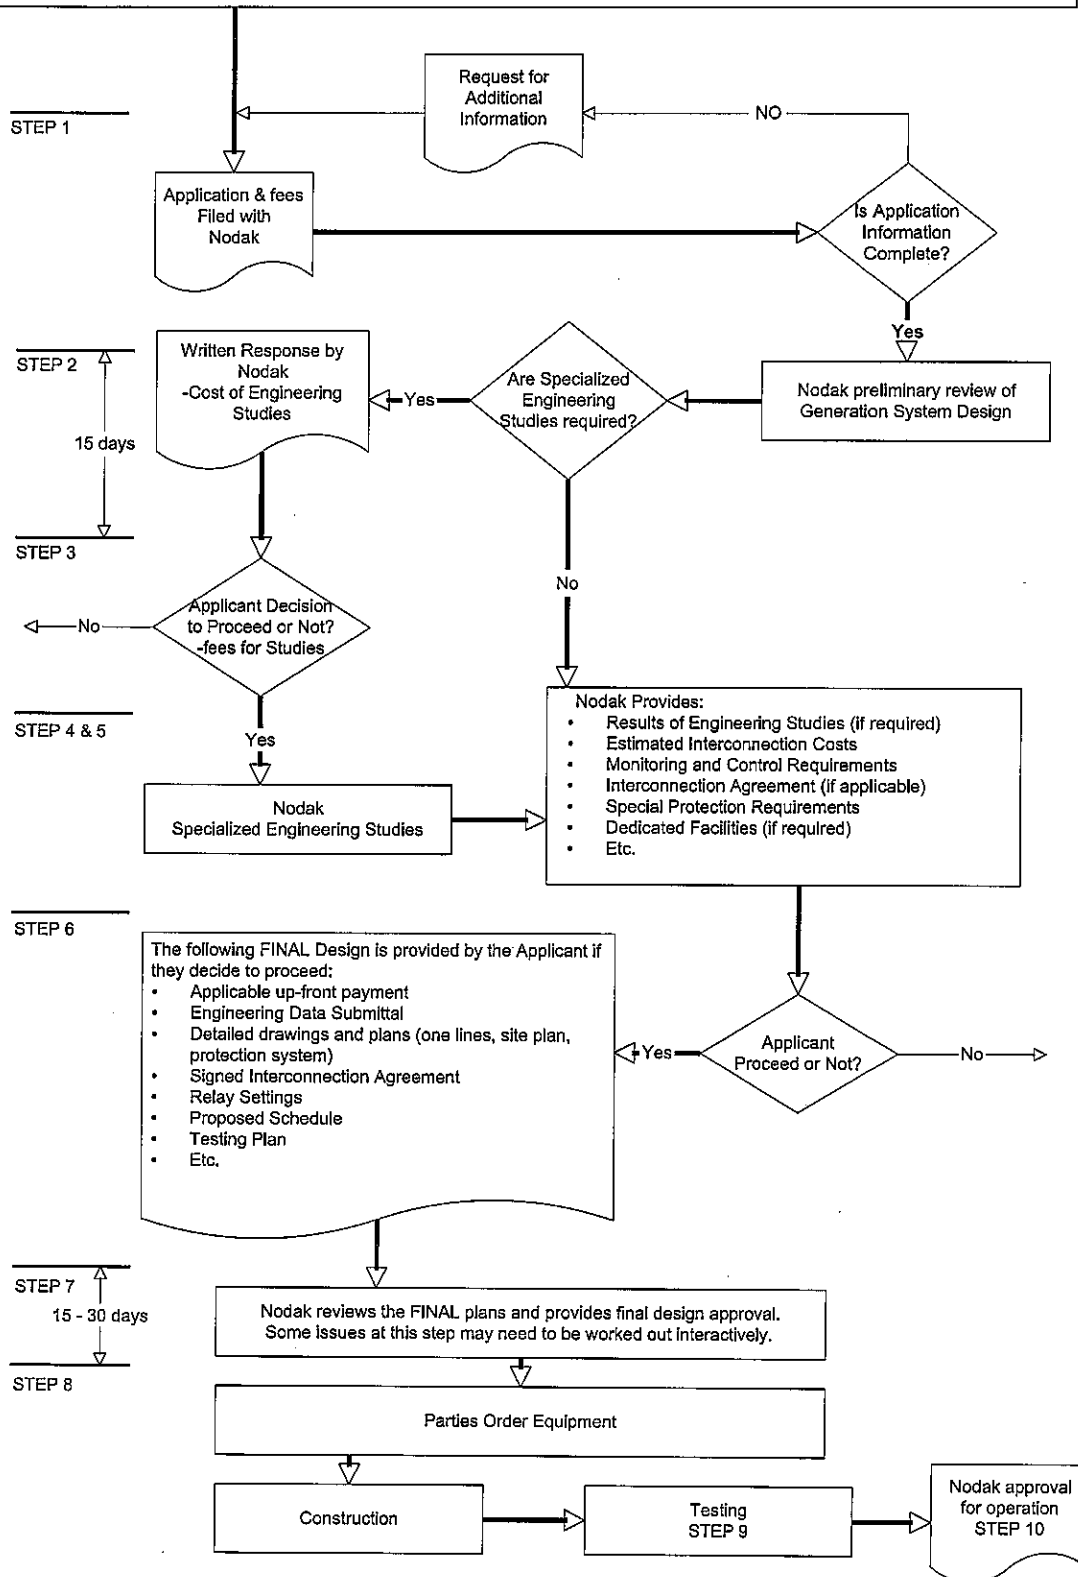 Request for
Additional
Information
NO
STEP 1
Application & fees
Filed with
Nodak
Is Application
Information
Complete?
Yes
STEP 2
Written Response by
Nodak
-Cost of Engineering
Studies
Yes
Are Specialized
Engineering
Studies required?
Nodak preliminary review of
Generation System Design
15 days
STEP 3
No
Applicant Decision
to Proceed or Not?
-fees for Studies
No
STEP 4 & 5
Yes
Nodak
Specialized Engineering Studies
Nodak Provides:
• Results of Engineering Studies (if required)
• Estimated Interconnection Costs
• Monitoring and Control Requirements
• Interconnection Agreement (if applicable)
• Special Protection Requirements
• Dedicated Facilities (if required)
• Etc.
STEP 6
The following FINAL Design is provided by the Applicant if
they decide to proceed:
• Applicable up-front payment
• Engineering Data Submittal
• Detailed drawings and plans (one lines, site plan,
protection system)
• Signed Interconnection Agreement
• Relay Settings
• Proposed Schedule
• Testing Plan
• Etc.
Yes
Applicant
Proceed or Not?
No
STEP 7
15 - 30 days
Nodak reviews the FINAL plans and provides final design approval.
Some issues at this step may need to be worked out interactively.
STEP 8
Parties Order Equipment
Construction
Testing
STEP 9
Nodak approval
for operation
STEP 10